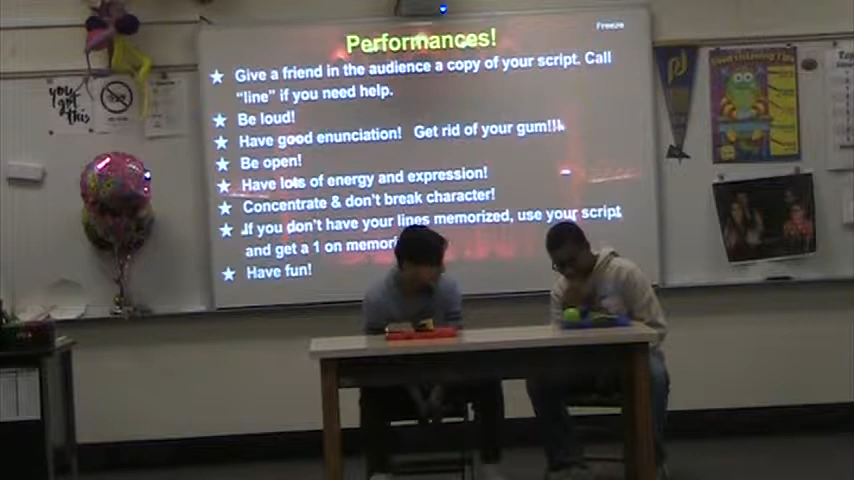 Freeze
Performances!
Give a friend in the audience a copy of your script. Call
"line" if you need help.
Be loud!
Have good enunciation! Get rid of your gum!!!
Be open!
Have lots of energy and expression!
Concentrate & don't break character!
If you don't have your lines memorized, use your script
and get a 1 on
Have fun!
you
got
this